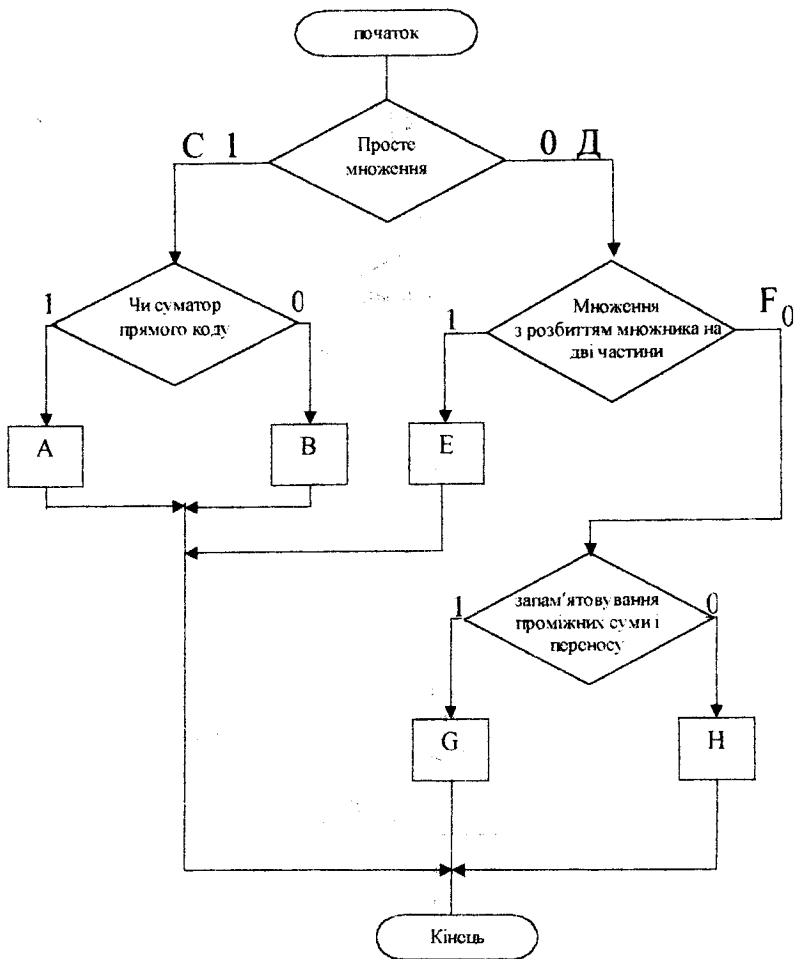 початок
Просте
множення
С 1
0 Д
Чи суматор
прямого коду
1
0
Множення
з розбиттям множника на
дві частини
1
F0
А
В
Е
запам'ятовування
проміжних суми і
переносу
1
0
G
Н
Кінець